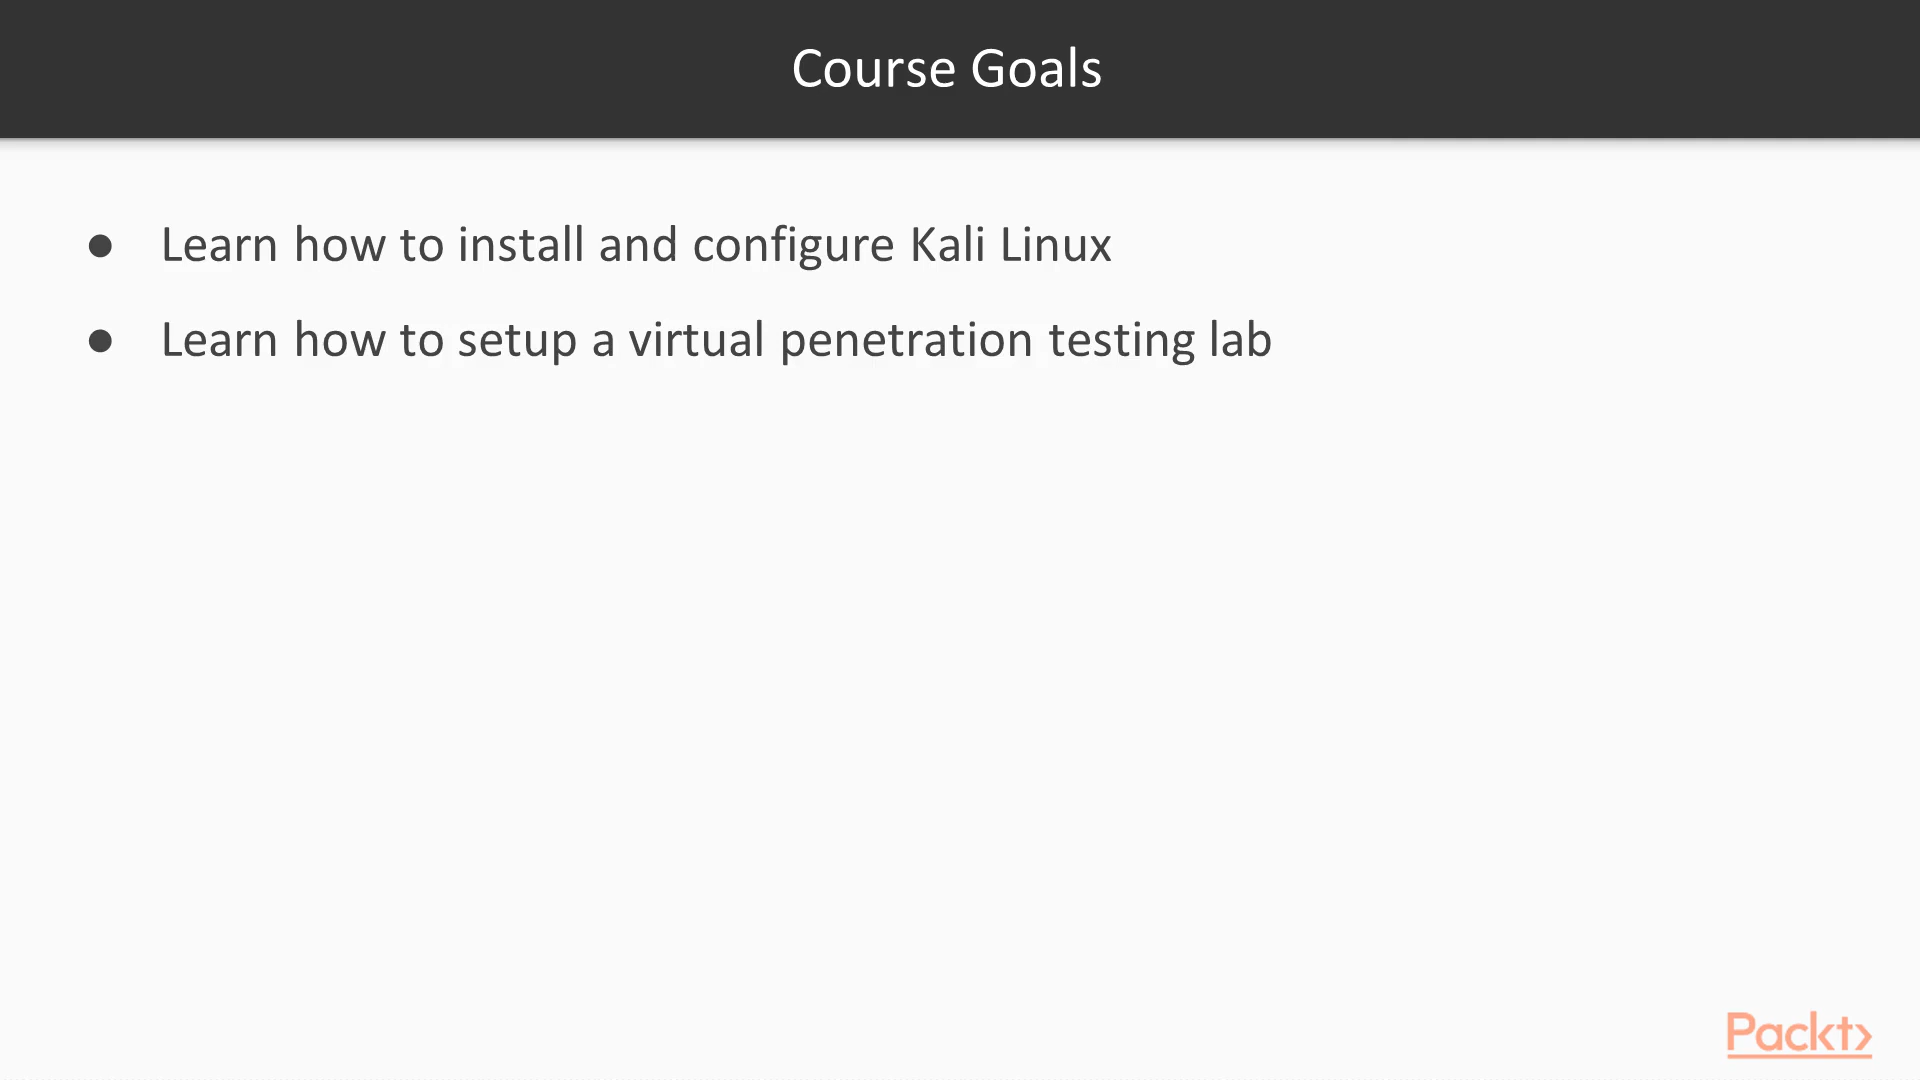 Course Goals
● Learn how to install and configure Kali Linux
● Learn how to setup a virtual penetration testing lab
Packt>